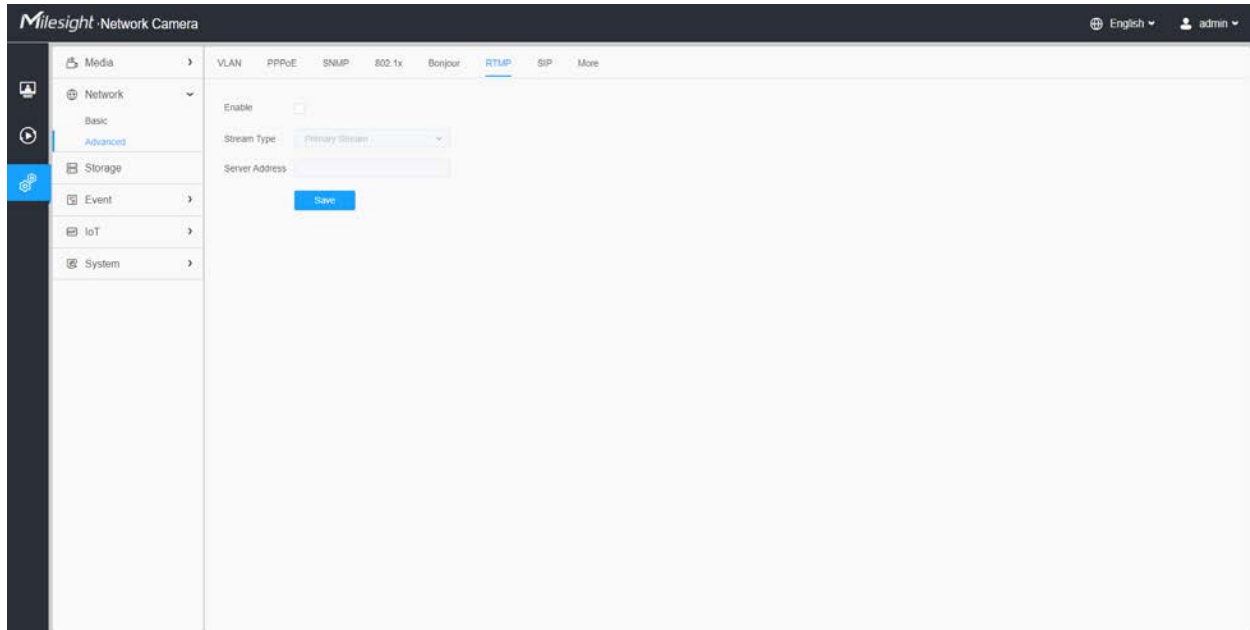 Milesight Network Camera
English
admin
Media
Network
Basic
Advanced
Storage
Event
IoT
System
VLAN PPPoE SNMP 802.1x Bonjour RTMP SIP More
Enable
Stream Type Primary Stream
Server Address
Save